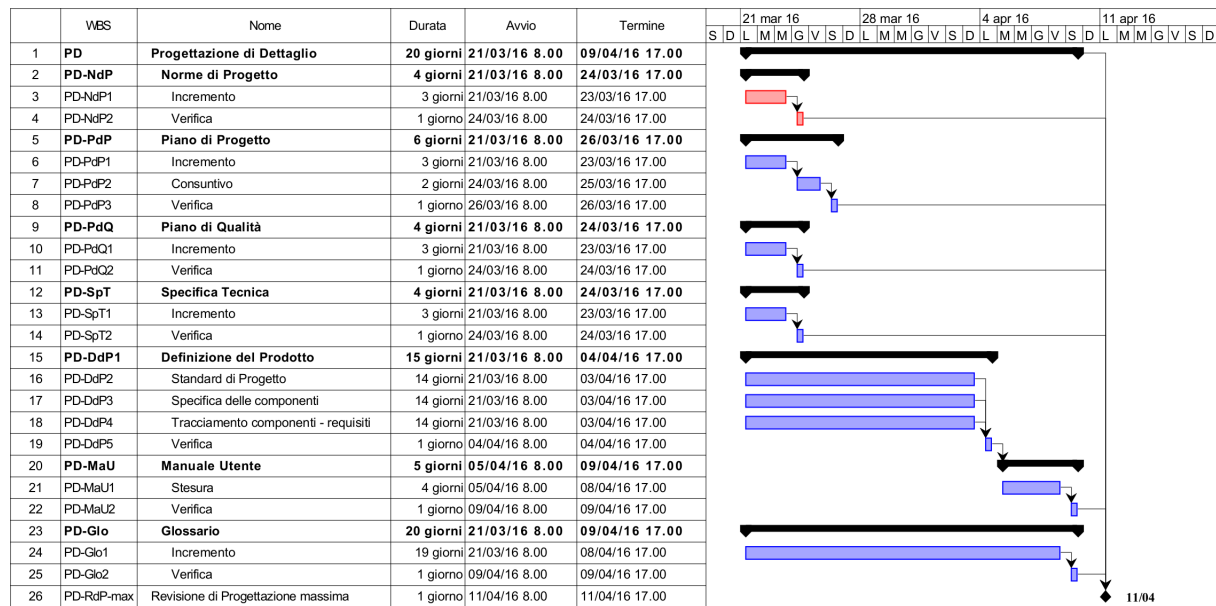 WBS Nome Durata Avvio Termine 21 mar 16 28 mar 16 4 apr 16 11 apr 16
S D L M M G V S D L M M G V S D L M M G V S D L M M G V S D
1 PD Progettazione di Dettaglio 20 giorni 21/03/16 8.00 09/04/16 17.00
2 PD-NdP Norme di Progetto 4 giorni 21/03/16 8.00 24/03/16 17.00
3 PD-NdP1 Incremento 3 giorni 21/03/16 8.00 23/03/16 17.00
4 PD-NdP2 Verifica 1 giorno 24/03/16 8.00 24/03/16 17.00
5 PD-PdP Piano di Progetto 6 giorni 21/03/16 8.00 26/03/16 17.00
6 PD-PdP1 Incremento 3 giorni 21/03/16 8.00 23/03/16 17.00
7 PD-PdP2 Consuntivo 2 giorni 24/03/16 8.00 25/03/16 17.00
8 PD-PdP3 Verifica 1 giorno 26/03/16 8.00 26/03/16 17.00
9 PD-PdQ Piano di Qualità 4 giorni 21/03/16 8.00 24/03/16 17.00
10 PD-PdQ1 Incremento 3 giorni 21/03/16 8.00 23/03/16 17.00
11 PD-PdQ2 Verifica 1 giorno 24/03/16 8.00 24/03/16 17.00
12 PD-SpT Specifica Tecnica 4 giorni 21/03/16 8.00 24/03/16 17.00
13 PD-SpT1 Incremento 3 giorni 21/03/16 8.00 23/03/16 17.00
14 PD-SpT2 Verifica 1 giorno 24/03/16 8.00 24/03/16 17.00
15 PD-DdP1 Definizione del Prodotto 15 giorni 21/03/16 8.00 04/04/16 17.00
16 PD-DdP2 Standard di Progetto 14 giorni 21/03/16 8.00 03/04/16 17.00
17 PD-DdP3 Specifica delle componenti 14 giorni 21/03/16 8.00 03/04/16 17.00
18 PD-DdP4 Tracciamento componenti - requisiti 14 giorni 21/03/16 8.00 03/04/16 17.00
19 PD-DdP5 Verifica 1 giorno 04/04/16 8.00 04/04/16 17.00
20 PD-MaU Manuale Utente 5 giorni 05/04/16 8.00 09/04/16 17.00
21 PD-MaU1 Stesura 4 giorni 05/04/16 8.00 08/04/16 17.00
22 PD-MaU2 Verifica 1 giorno 09/04/16 8.00 09/04/16 17.00
23 PD-Glo Glossario 20 giorni 21/03/16 8.00 09/04/16 17.00
24 PD-Glo1 Incremento 19 giorni 21/03/16 8.00 08/04/16 17.00
25 PD-Glo2 Verifica 1 giorno 09/04/16 8.00 09/04/16 17.00
26 PD-RdP-max Revisione di Progettazione massima 1 giorno 11/04/16 8.00 11/04/16 17.00 11/04